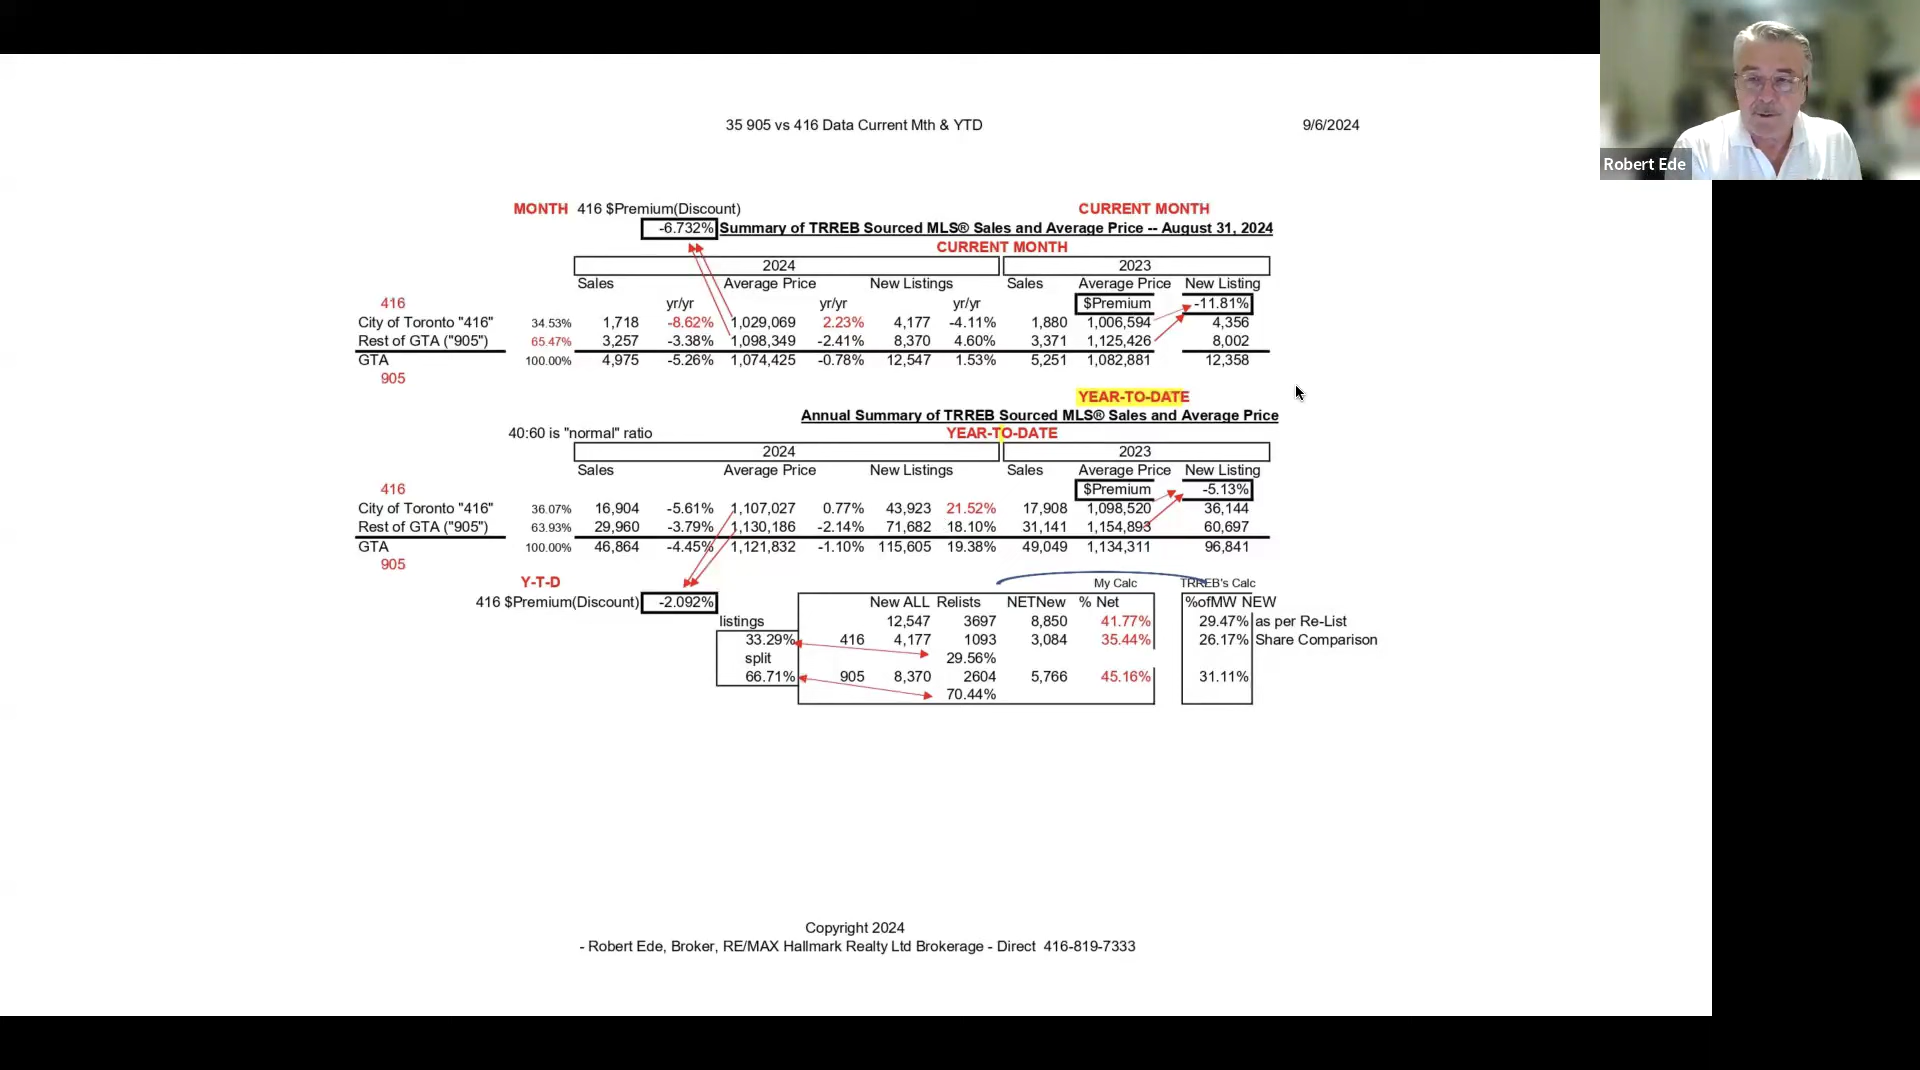 Robert Ede
35 905 vs 416 Data Current Mth & YTD 9/6/2024
MONTH 416 $Premium(Discount) CURRENT MONTH
-6.732% Summary of TRREB Sourced MLS® Sales and Average Price -- August 31, 2024
CURRENT MONTH
2024 2023
Sales Average Price New Listings Sales Average Price New Listing
416 yr/yr yr/yr yr/yr $Premium -11.81%
City of Toronto "416" 34.53% 1,718 -8.62% 1,029,069 2.23% 4,177 -4.11% 1,880 1,006,594 4,356
Rest of GTA ("905") 65.47% 3,257 -3.38% 1,098,349 -2.41% 8,370 4.60% 3,371 1,125,426 8,002
GTA 100.00% 4,975 -5.26% 1,074,425 -0.78% 12,547 1.53% 5,251 1,082,881 12,358
905
YEAR-TO-DATE
Annual Summary of TRREB Sourced MLS® Sales and Average Price
40:60 is "normal" ratio YEAR-TO-DATE
2024 2023
Sales Average Price New Listings Sales Average Price New Listing
416 $Premium -5.13%
City of Toronto "416" 36.07% 16,904 -5.61% 1,107,027 0.77% 43,923 21.52% 17,908 1,098,520 36,144
Rest of GTA ("905") 63.93% 29,960 -3.79% 1,130,186 -2.14% 71,682 18.10% 31,141 1,154,893 60,697
GTA 100.00% 46,864 -4.45% 1,121,832 -1.10% 115,605 19.38% 49,049 1,134,311 96,841
905
Y-T-D My Calc TRREB's Calc
416 $Premium(Discount) -2.092% New ALL Relists NETNew % Net %ofMW NEW
listings 12,547 3697 8,850 41.77% 29.47% as per Re-List
33.29% 416 4,177 1093 3,084 35.44% 26.17% Share Comparison
split 29.56%
66.71% 905 8,370 2604 5,766 45.16% 31.11%
70.44%
Copyright 2024
- Robert Ede, Broker, RE/MAX Hallmark Realty Ltd Brokerage - Direct 416-819-7333